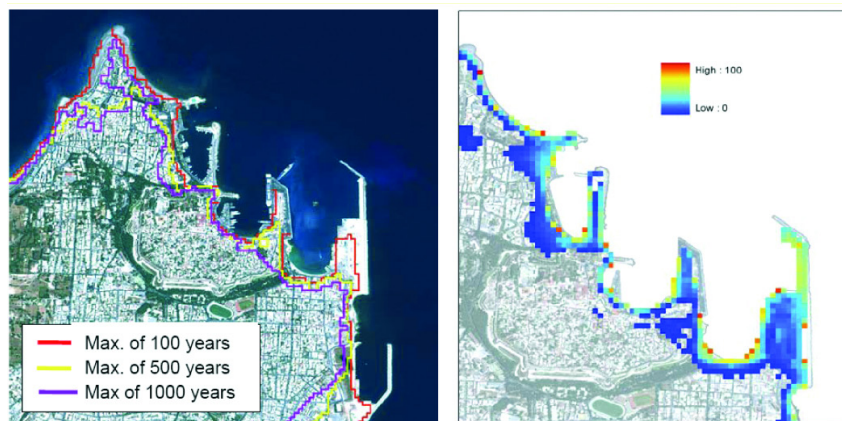 Max. of 100 years
Max. of 500 years
Max of 1000 years
High : 100
Low : 0